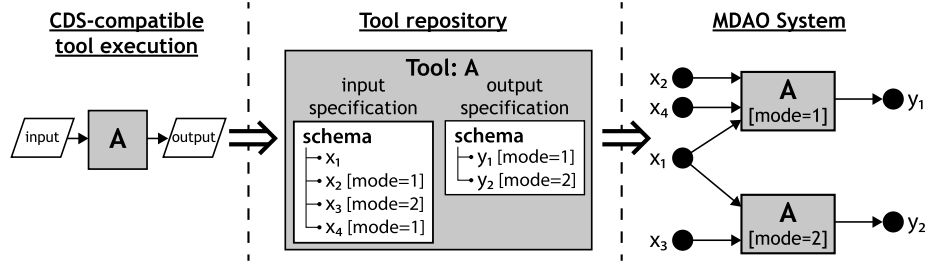 CDS-compatible
tool execution
input
A
output
Tool repository
Tool: A
input
specification
schema
x1
x2 [mode=1]
x3 [mode=2]
x4 [mode=1]
output
specification
schema
y1 [mode=1]
y2 [mode=2]
MDAO System
x2
x4
x1
x3
A
[mode=1]
A
[mode=2]
y1
y2